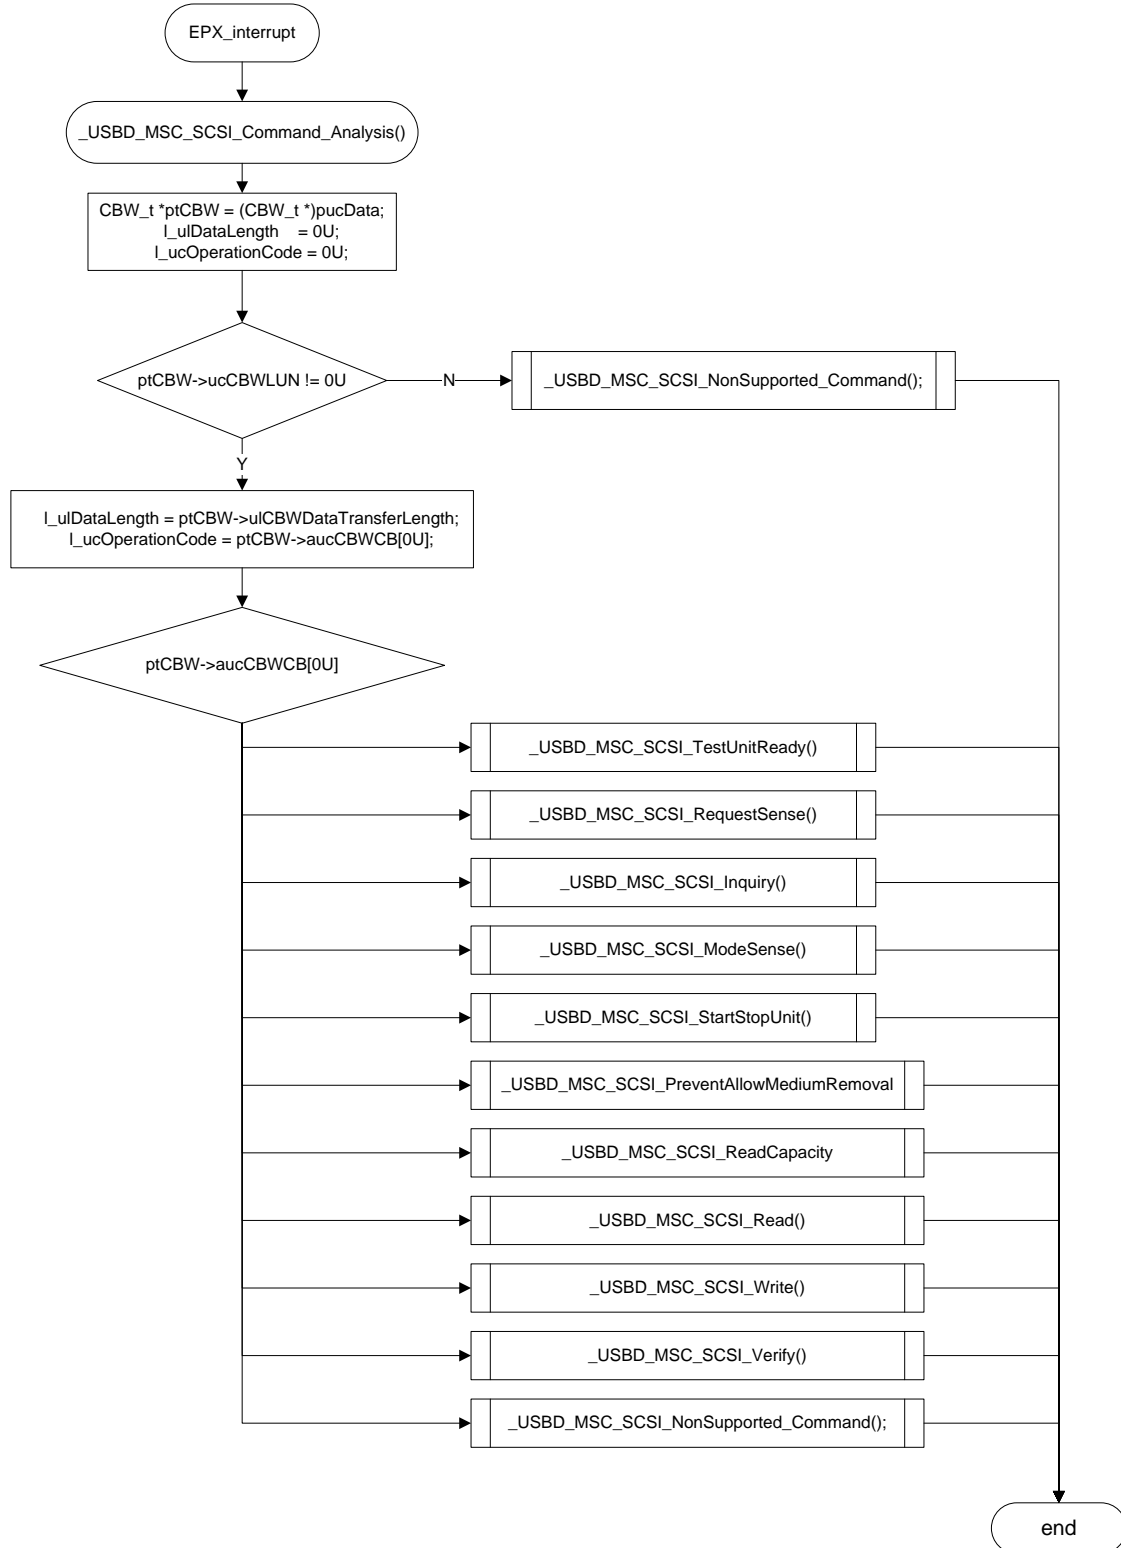 EPX_interrupt
_USBD_MSC_SCSI_Command_Analysis()
CBW_t *ptCBW = (CBW_t *)pucData;
l_ulDataLength    = 0U;
l_ucOperationCode = 0U;
ptCBW->ucCBWLUN != 0U
N
_USBD_MSC_SCSI_NonSupported_Command();
Y
l_ulDataLength = ptCBW->ulCBWDataTransferLength;
l_ucOperationCode = ptCBW->aucCBWCB[0U];
ptCBW->aucCBWCB[0U]
_USBD_MSC_SCSI_TestUnitReady()
_USBD_MSC_SCSI_RequestSense()
_USBD_MSC_SCSI_Inquiry()
_USBD_MSC_SCSI_ModeSense()
_USBD_MSC_SCSI_StartStopUnit()
_USBD_MSC_SCSI_PreventAllowMediumRemoval
_USBD_MSC_SCSI_ReadCapacity
_USBD_MSC_SCSI_Read()
_USBD_MSC_SCSI_Write()
_USBD_MSC_SCSI_Verify()
_USBD_MSC_SCSI_NonSupported_Command();
end